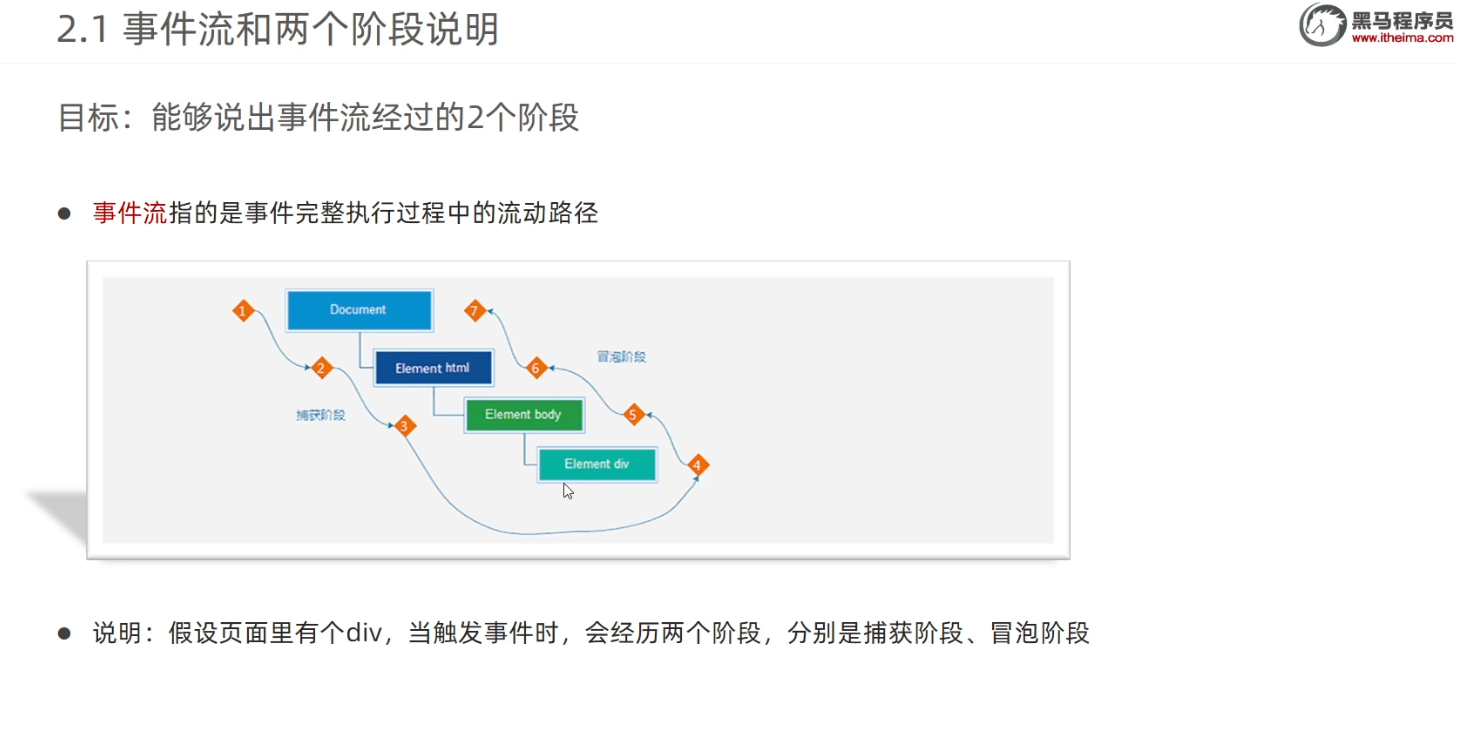 2.1 事件流和两个阶段说明
黑马程序员
www.itheima.com
目标：能够说出事件流经过的2个阶段
事件流指的是事件完整执行过程中的流动路径
1
Document
7
2
Element html
6
冒泡阶段
捕获阶段
3
Element body
5
Element div
4
说明：假设页面里有个div，当触发事件时，会经历两个阶段，分别是捕获阶段、冒泡阶段